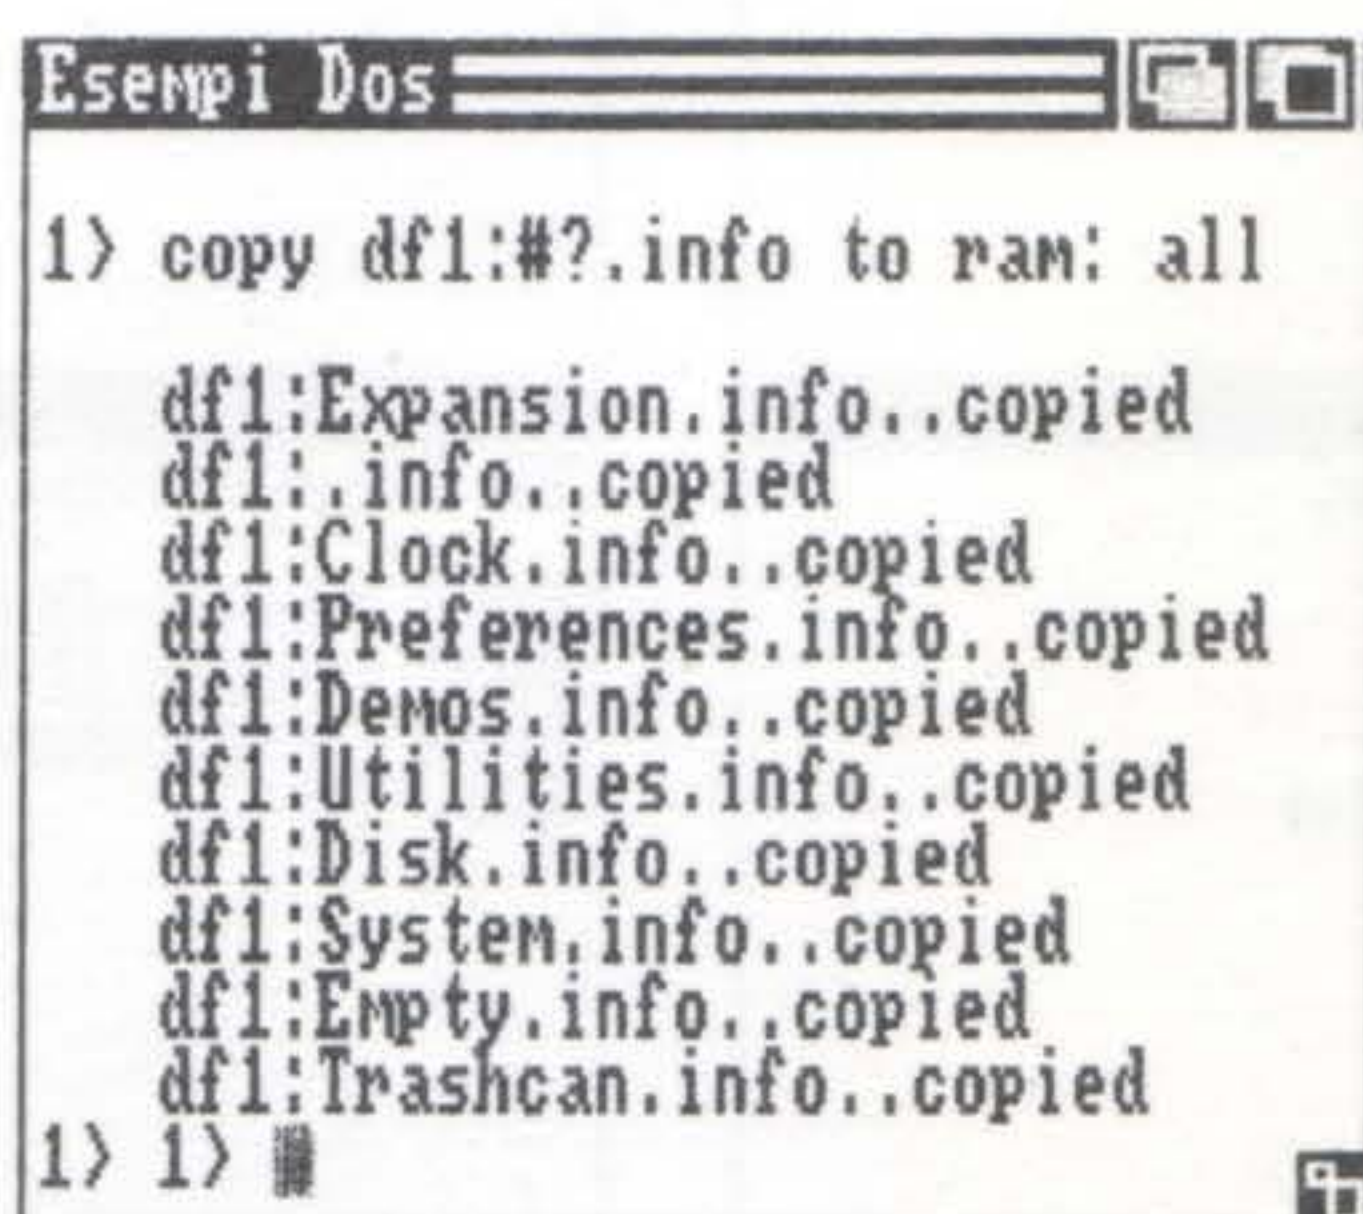 Esempi Dos
1> copy df1:#?.info to ram: all
df1:Expansion.info..copied
df1:.info..copied
df1:Clock.info..copied
df1:Preferences.info..copied
df1:Demos.info..copied
df1:Utilities.info..copied
df1:Disk.info..copied
df1:System.info..copied
df1:Empty.info..copied
df1:Trashcan.info..copied
1> 1>